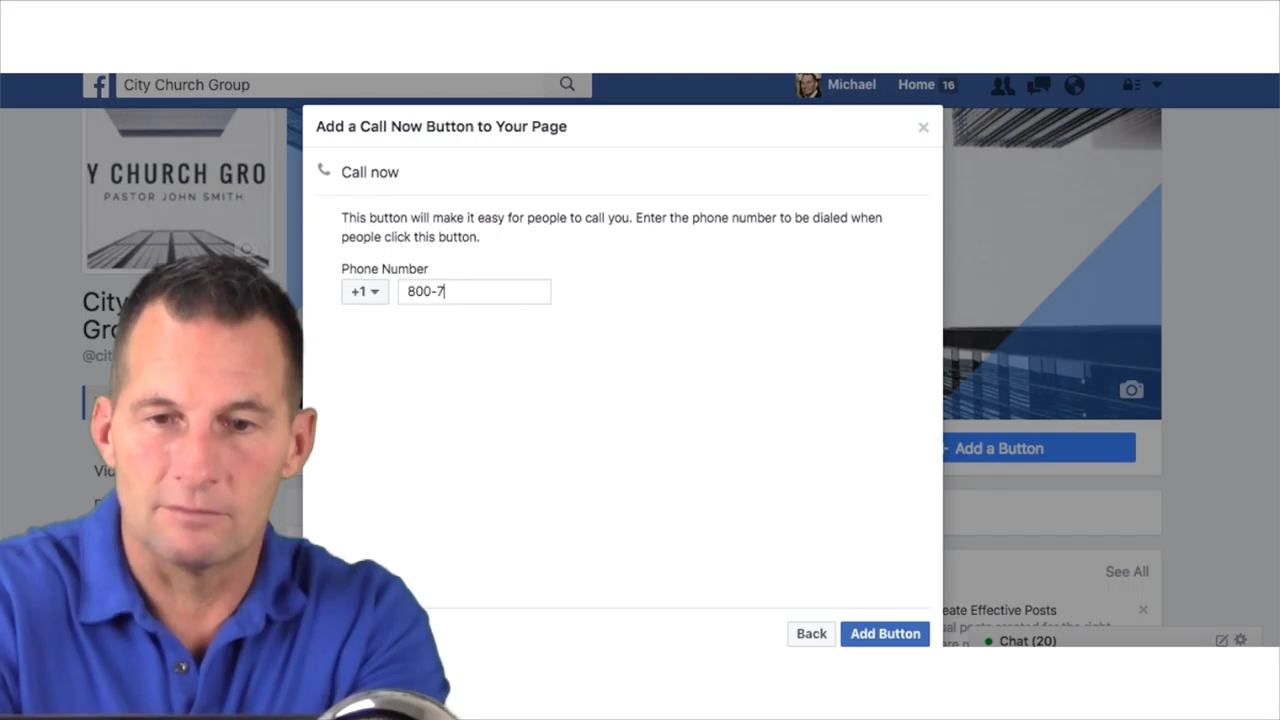 City Church Group
Michael
Home 16
Add a Call Now Button to Your Page
Y CHURCH GRO
PASTOR JOHN SMITH
Call now
This button will make it easy for people to call you. Enter the phone number to be dialed when
people click this button.
Phone Number
+1
800-7
City
Gro
@cit
Add a Button
See All
eate Effective Posts
Chat (20)
Back
Add Button